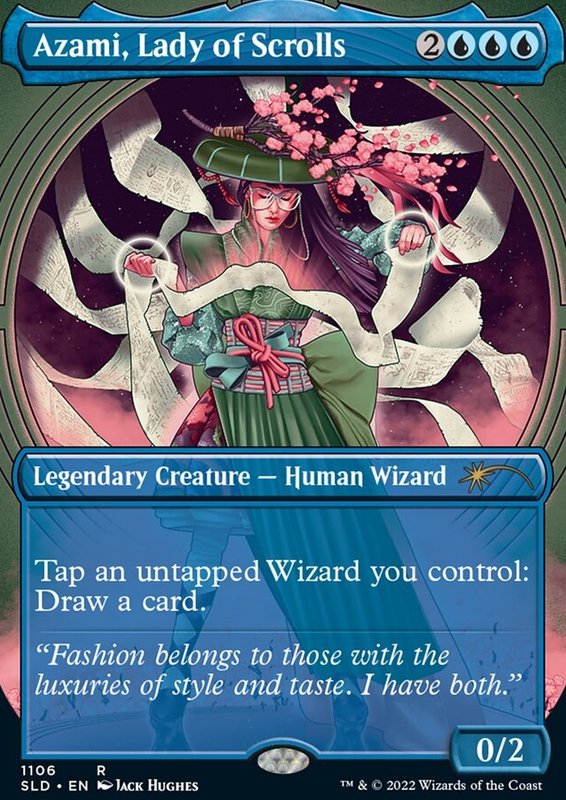 Azami, Lady of Scrolls 2
Legendary Creature — Human Wizard
Tap an untapped Wizard you control:
Draw a card.
“Fashion belongs to those with the
luxuries of style and taste. I have both.”
0/2
1106 R
SLD • EN Jack Hughes
™ & © 2022 Wizards of the Coast